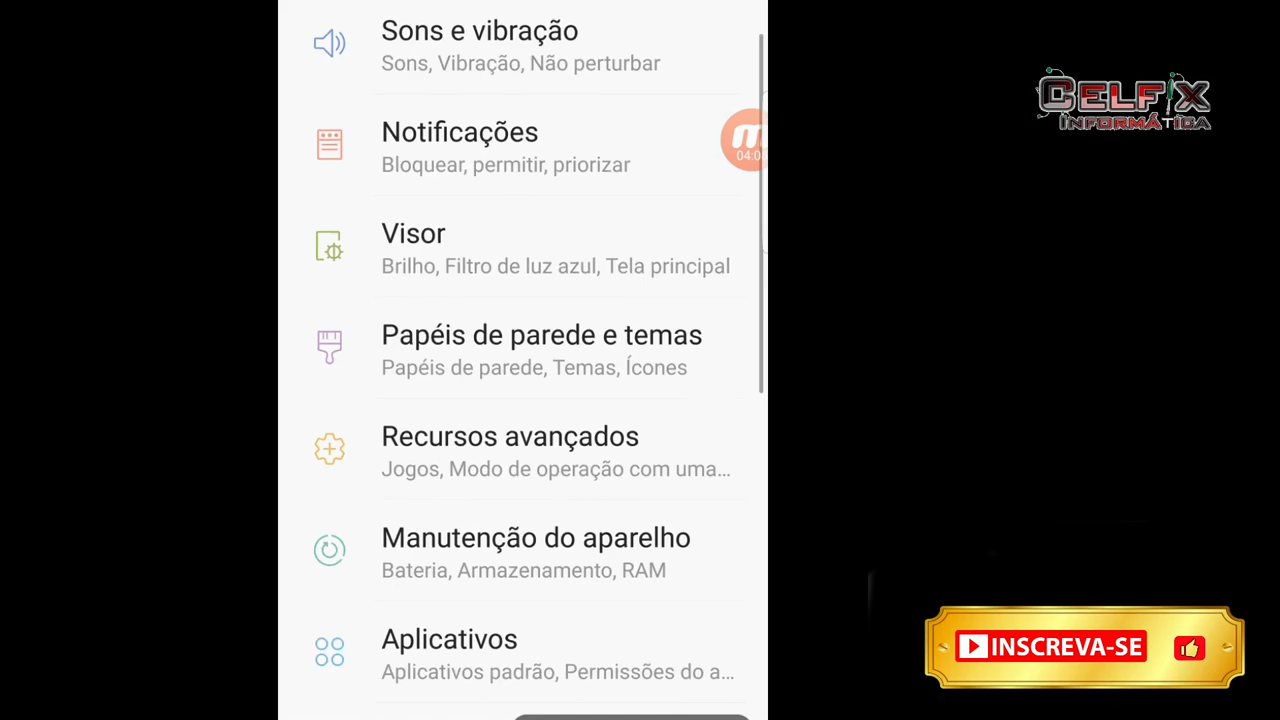 Sons e vibração
Sons, Vibração, Não perturbar
CELFIX
INFORMÁTICA
Notificações
04:0
Bloquear, permitir, priorizar
Visor
Brilho, Filtro de luz azul, Tela principal
Papéis de parede e temas
Papéis de parede, Temas, Ícones
Recursos avançados
Jogos, Modo de operação com uma...
Manutenção do aparelho
Bateria, Armazenamento, RAM
Aplicativos
Aplicativos padrão, Permissões do a...
INSCREVA-SE